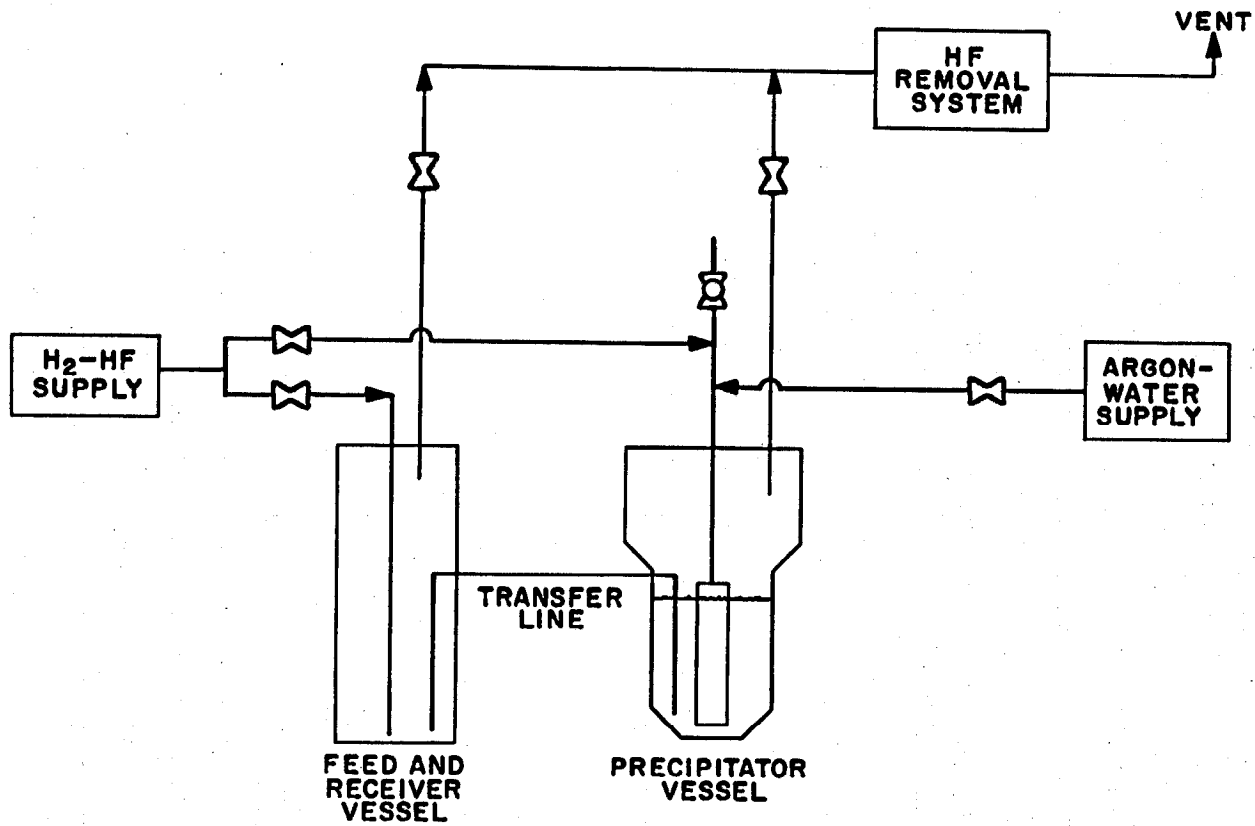 VENT
HF
REMOVAL
SYSTEM
H₂-HF
SUPPLY
ARGON-
WATER
SUPPLY
TRANSFER
LINE
FEED AND
RECEIVER
VESSEL
PRECIPITATOR
VESSEL